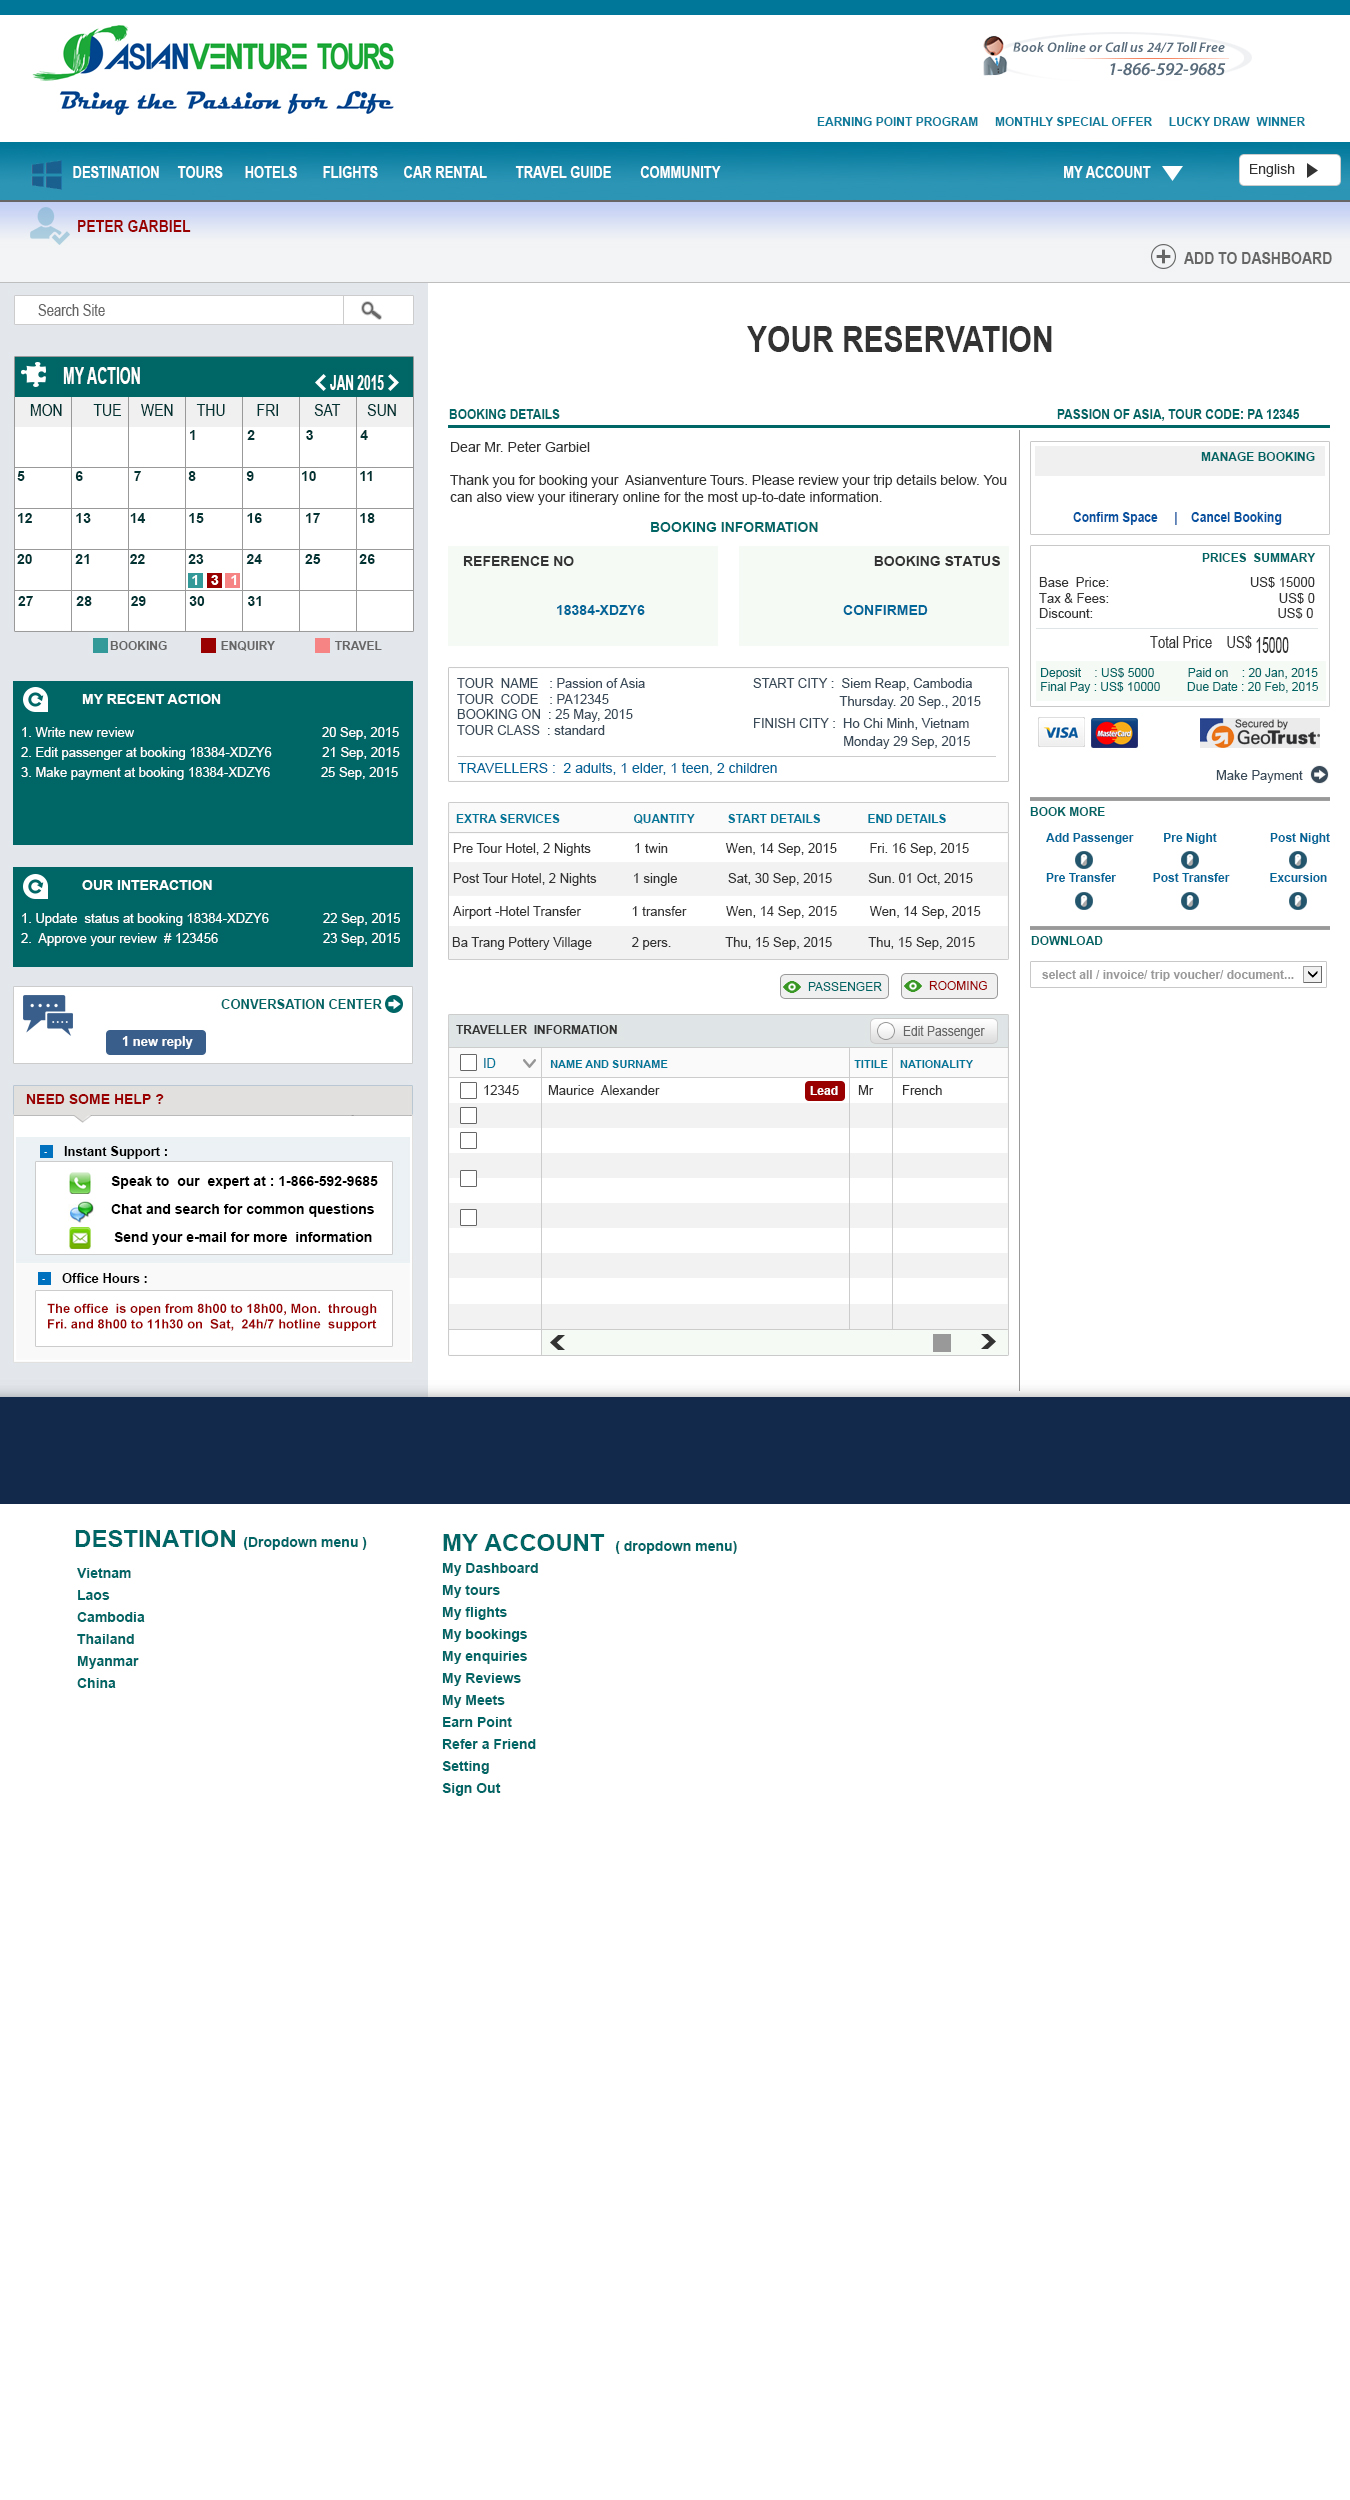 ASIANVENTURE TOURS
Bring the Passion for Life
Book Online or Call us 24/7 Toll Free
1-866-592-9685
EARNING POINT PROGRAM MONTHLY SPECIAL OFFER LUCKY DRAW WINNER
DESTINATION TOURS HOTELS FLIGHTS CAR RENTAL TRAVEL GUIDE COMMUNITY MY ACCOUNT English
PETER GARBIEL
ADD TO DASHBOARD
Search Site
MY ACTION
JAN 2015
MON TUE WEN THU FRI SAT SUN
1 2 3 4
5 6 7 8 9 10 11
12 13 14 15 16 17 18
20 21 22 23 24 25 26
1 3 1
27 28 29 30 31
BOOKING ENQUIRY TRAVEL
MY RECENT ACTION
1. Write new review 20 Sep, 2015
2. Edit passenger at booking 18384-XDZY6 21 Sep, 2015
3. Make payment at booking 18384-XDZY6 25 Sep, 2015
OUR INTERACTION
1. Update status at booking 18384-XDZY6 22 Sep, 2015
2. Approve your review # 123456 23 Sep, 2015
CONVERSATION CENTER
1 new reply
NEED SOME HELP ?
- Instant Support :
Speak to our expert at : 1-866-592-9685
Chat and search for common questions
Send your e-mail for more information
- Office Hours :
The office is open from 8h00 to 18h00, Mon. through
Fri. and 8h00 to 11h30 on Sat, 24h/7 hotline support
YOUR RESERVATION
BOOKING DETAILS PASSION OF ASIA, TOUR CODE: PA 12345
Dear Mr. Peter Garbiel
Thank you for booking your Asianventure Tours. Please review your trip details below. You
can also view your itinerary online for the most up-to-date information.
BOOKING INFORMATION
REFERENCE NO BOOKING STATUS
18384-XDZY6 CONFIRMED
TOUR NAME : Passion of Asia
TOUR CODE : PA12345
BOOKING ON : 25 May, 2015
TOUR CLASS : standard
START CITY : Siem Reap, Cambodia
Thursday. 20 Sep., 2015
FINISH CITY : Ho Chi Minh, Vietnam
Monday 29 Sep, 2015
TRAVELLERS : 2 adults, 1 elder, 1 teen, 2 children
EXTRA SERVICES QUANTITY START DETAILS END DETAILS
Pre Tour Hotel, 2 Nights 1 twin Wen, 14 Sep, 2015 Fri. 16 Sep, 2015
Post Tour Hotel, 2 Nights 1 single Sat, 30 Sep, 2015 Sun. 01 Oct, 2015
Airport -Hotel Transfer 1 transfer Wen, 14 Sep, 2015 Wen, 14 Sep, 2015
Ba Trang Pottery Village 2 pers. Thu, 15 Sep, 2015 Thu, 15 Sep, 2015
PASSENGER ROOMING
TRAVELLER INFORMATION Edit Passenger
ID NAME AND SURNAME TITILE NATIONALITY
12345 Maurice Alexander Lead Mr French
MANAGE BOOKING
Confirm Space | Cancel Booking
PRICES SUMMARY
Base Price: US$ 15000
Tax & Fees: US$ 0
Discount: US$ 0
Total Price US$ 15000
Deposit : US$ 5000 Paid on : 20 Jan, 2015
Final Pay : US$ 10000 Due Date : 20 Feb, 2015
VISA MasterCard Secured by
GeoTrust
Make Payment
BOOK MORE
Add Passenger Pre Night Post Night
0 0 0
Pre Transfer Post Transfer Excursion
0 0 0
DOWNLOAD
select all / invoice/ trip voucher/ document...
DESTINATION (Dropdown menu )
Vietnam
Laos
Cambodia
Thailand
Myanmar
China
MY ACCOUNT ( dropdown menu)
My Dashboard
My tours
My flights
My bookings
My enquiries
My Reviews
My Meets
Earn Point
Refer a Friend
Setting
Sign Out